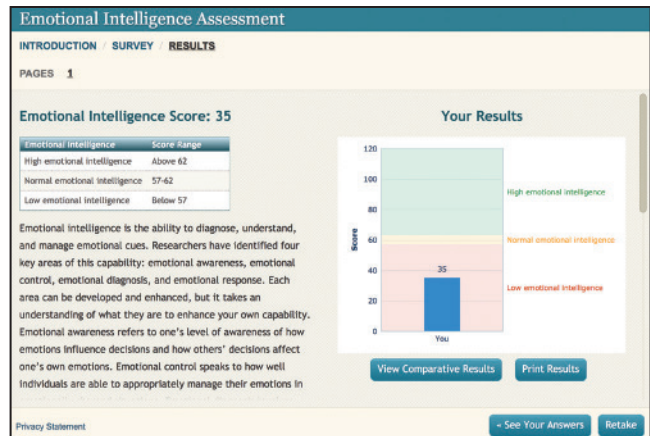 Emotional Intelligence Assessment
INTRODUCTION / SURVEY / RESULTS
PAGES 1
Emotional Intelligence Score: 35
Emotional Intelligence Score Range
High emotional intelligence Above 62
Normal emotional intelligence 57-62
Low emotional intelligence Below 57
Emotional intelligence is the ability to diagnose, understand,
and manage emotional cues. Researchers have identified four
key areas of this capability: emotional awareness, emotional
control, emotional diagnosis, and emotional response. Each
area can be developed and enhanced, but it takes an
understanding of what they are to enhance your own capability.
Emotional awareness refers to one's level of awareness of how
emotions influence decisions and how others' decisions affect
one's own emotions. Emotional control speaks to how well
individuals are able to appropriately manage their emotions in
Your Results
120
100
80
60
40
20
0
Score
35
You
High emotional intelligence
Normal emotional intelligence
Low emotional intelligence
View Comparative Results
Print Results
Privacy Statement
« See Your Answers
Retake